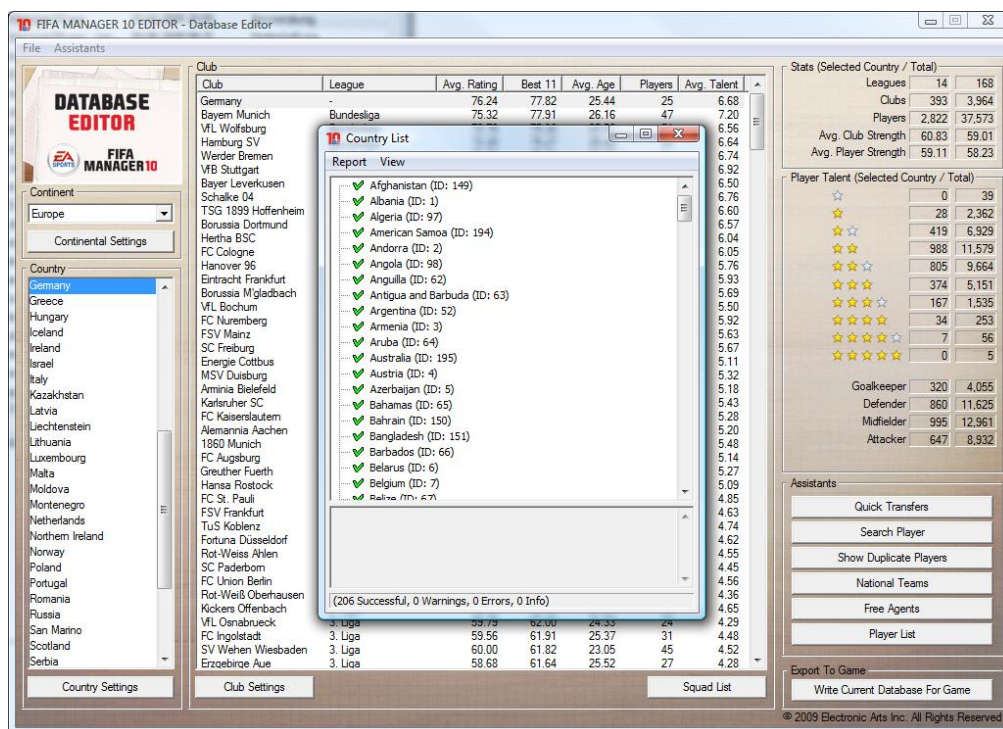 FIFA MANAGER 10 EDITOR - Database Editor
File Assistants
DATABASE
EDITOR
EA SPORTS
FIFA
MANAGER 10
Continent
Europe
Continental Settings
Country
Germany
Greece
Hungary
Iceland
Ireland
Israel
Italy
Kazakhstan
Latvia
Liechtenstein
Lithuania
Luxembourg
Malta
Moldova
Montenegro
Netherlands
Northern Ireland
Norway
Poland
Portugal
Romania
Russia
San Marino
Scotland
Serbia
Country Settings
Club
Club League Avg. Rating Best 11 Avg. Age Players Avg. Talent
Germany - 76.24 77.82 25.44 25 6.68
Bayern Munich Bundesliga 75.32 77.91 26.16 47 7.20
VfL Wolfsburg 6.56
Hamburg SV 6.64
Werder Bremen 6.74
VfB Stuttgart 6.92
Bayer Leverkusen 6.50
Schalke 04 6.76
TSG 1899 Hoffenheim 6.60
Borussia Dortmund 6.57
Hertha BSC 6.04
FC Cologne 6.05
Hanover 96 5.76
Eintracht Frankfurt 5.93
Borussia M'gladbach 5.69
VfL Bochum 5.50
FC Nuremberg 5.92
FSV Mainz 5.63
SC Freiburg 5.67
Energie Cottbus 5.11
MSV Duisburg 5.32
Arminia Bielefeld 5.18
Karlsruher SC 5.43
FC Kaiserslautern 5.28
Alemannia Aachen 5.20
1860 Munich 5.48
FC Augsburg 5.14
Greuther Fuerth 5.27
Hansa Rostock 5.09
FC St. Pauli 4.85
FSV Frankfurt 4.63
TuS Koblenz 4.74
Fortuna Düsseldorf 4.62
Rot-Weiss Ahlen 4.55
SC Paderborn 4.45
FC Union Berlin 4.56
Rot-Weiß Oberhausen 4.36
Kickers Offenbach 4.65
VfL Osnabrueck 3. Liga 59.79 62.00 24.33 24 4.29
FC Ingolstadt 3. Liga 59.56 61.91 25.37 31 4.48
SV Wehen Wiesbaden 3. Liga 60.00 61.82 23.05 45 4.52
Erzgebirge Aue 3. Liga 58.68 61.64 25.52 27 4.28
Club Settings
Squad List
Country List
Report View
Afghanistan (ID: 149)
Albania (ID: 1)
Algeria (ID: 97)
American Samoa (ID: 194)
Andorra (ID: 2)
Angola (ID: 98)
Anguilla (ID: 62)
Antigua and Barbuda (ID: 63)
Argentina (ID: 52)
Armenia (ID: 3)
Aruba (ID: 64)
Australia (ID: 195)
Austria (ID: 4)
Azerbaijan (ID: 5)
Bahamas (ID: 65)
Bahrain (ID: 150)
Bangladesh (ID: 151)
Barbados (ID: 66)
Belarus (ID: 6)
Belgium (ID: 7)
Belize (ID: 67)
(206 Successful, 0 Warnings, 0 Errors, 0 Info)
Stats (Selected Country / Total)
Leagues 14 168
Clubs 393 3,964
Players 2,822 37,573
Avg. Club Strength 60.83 59.01
Avg. Player Strength 59.11 58.23
Player Talent (Selected Country / Total)
0 39
28 2,362
419 6,929
988 11,579
805 9,664
374 5,151
167 1,535
34 253
7 56
0 5
Goalkeeper 320 4,055
Defender 860 11,625
Midfielder 995 12,961
Attacker 647 8,932
Assistants
Quick Transfers
Search Player
Show Duplicate Players
National Teams
Free Agents
Player List
Export To Game
Write Current Database For Game
© 2009 Electronic Arts Inc. All Rights Reserved